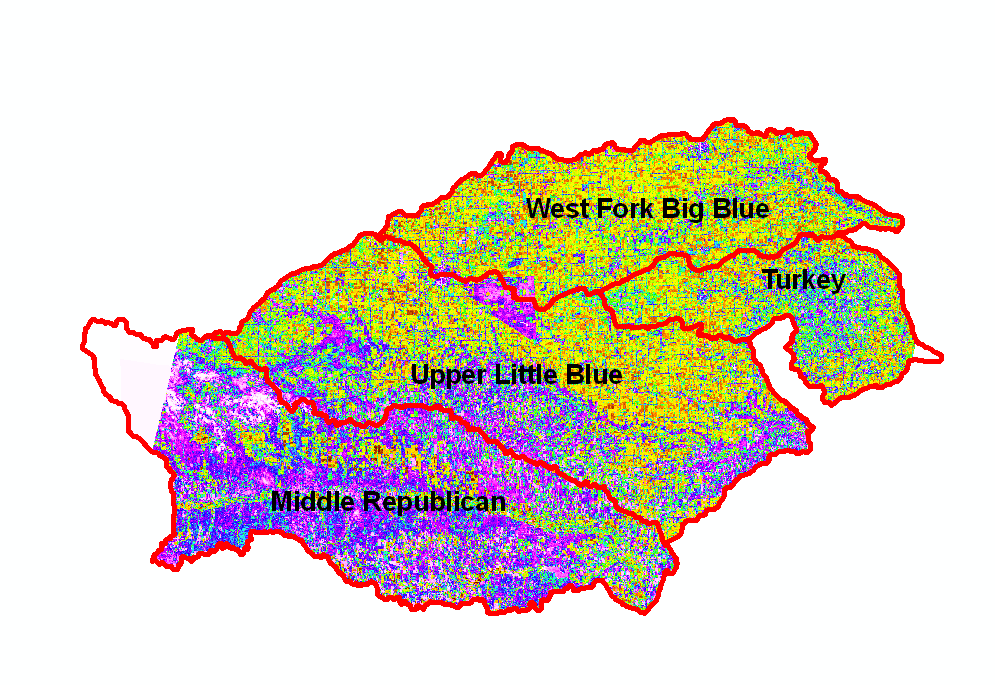 West Fork Big Blue
Turkey
Upper Little Blue
Middle Republican